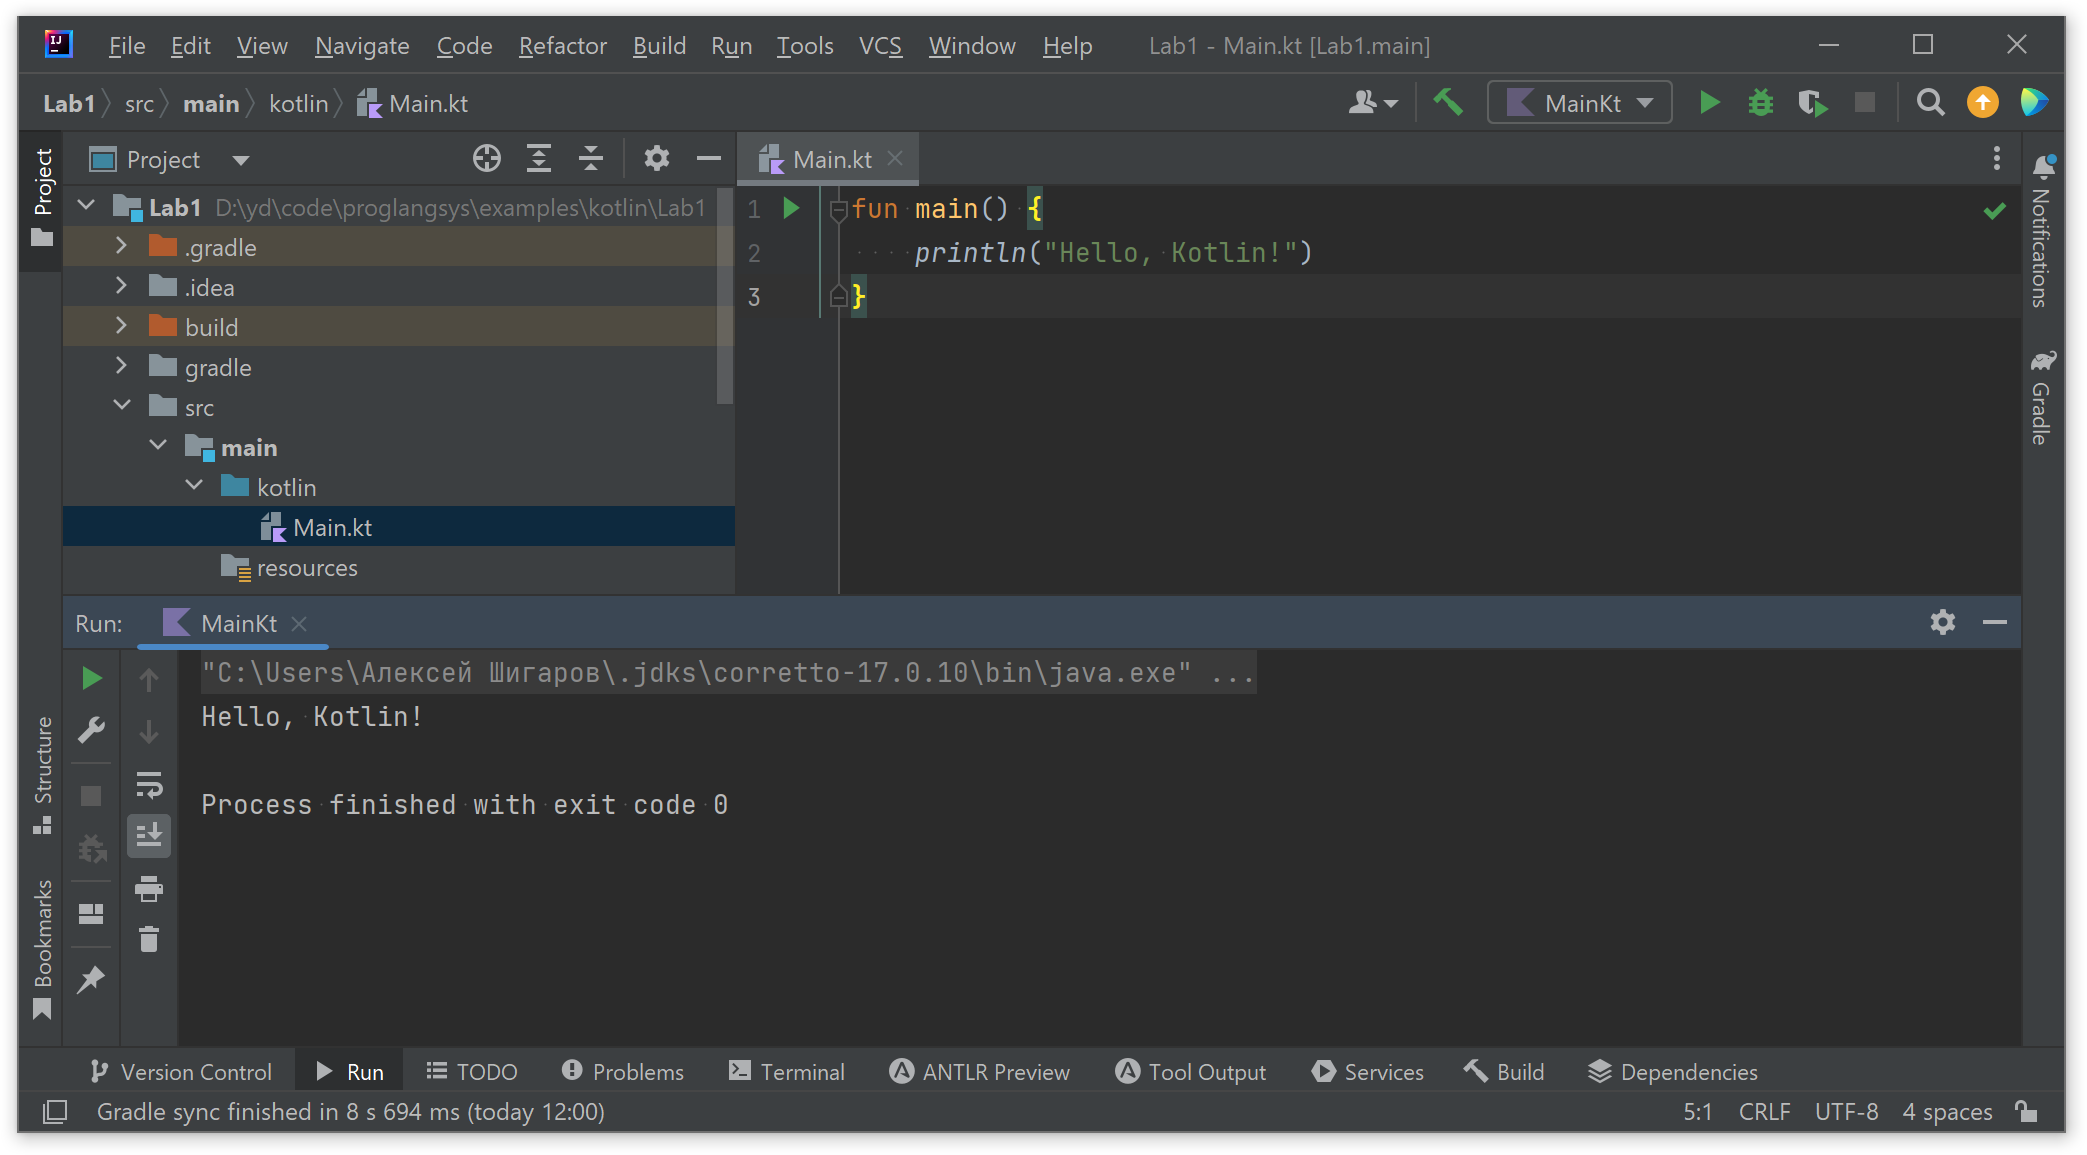 File Edit View Navigate Code Refactor Build Run Tools VCS Window Help Lab1 - Main.kt [Lab1.main]
Lab1 src main kotlin Main.kt MainKt
Project
Project
Lab1 D:\yd\code\proglangsys\examples\kotlin\Lab1
.gradle
.idea
build
gradle
src
main
kotlin
Main.kt
resources
Main.kt
1 fun main() {
2 println("Hello, Kotlin!")
3 }
Notifications
Gradle
Run: MainKt
"C:\Users\Алексей Шигаров\.jdks\corretto-17.0.10\bin\java.exe" ...
Hello, Kotlin!
Process finished with exit code 0
Structure
Bookmarks
Version Control Run TODO Problems Terminal ANTLR Preview Tool Output Services Build Dependencies
Gradle sync finished in 8 s 694 ms (today 12:00) 5:1 CRLF UTF-8 4 spaces